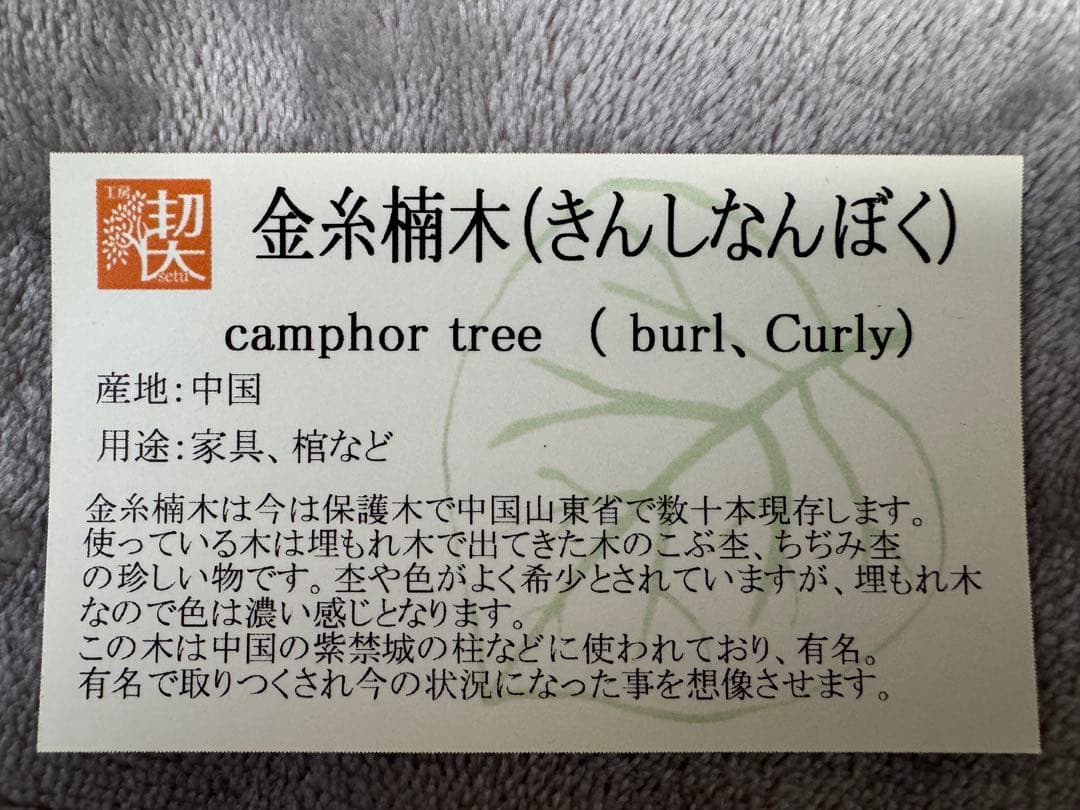 工房
契
setu
金糸楠木(きんしなんぼく)
camphor tree ( burl、Curly)
産地:中国
用途:家具、棺など
金糸楠木は今は保護木で中国山東省で数十本現存します。
使っている木は埋もれ木で出てきた木のこぶ杢、ちぢみ杢
の珍しい物です。杢や色がよく希少とされていますが、埋もれ木
なので色は濃い感じとなります。
この木は中国の紫禁城の柱などに使われており、有名。
有名で取りつくされ今の状況になった事を想像させます。